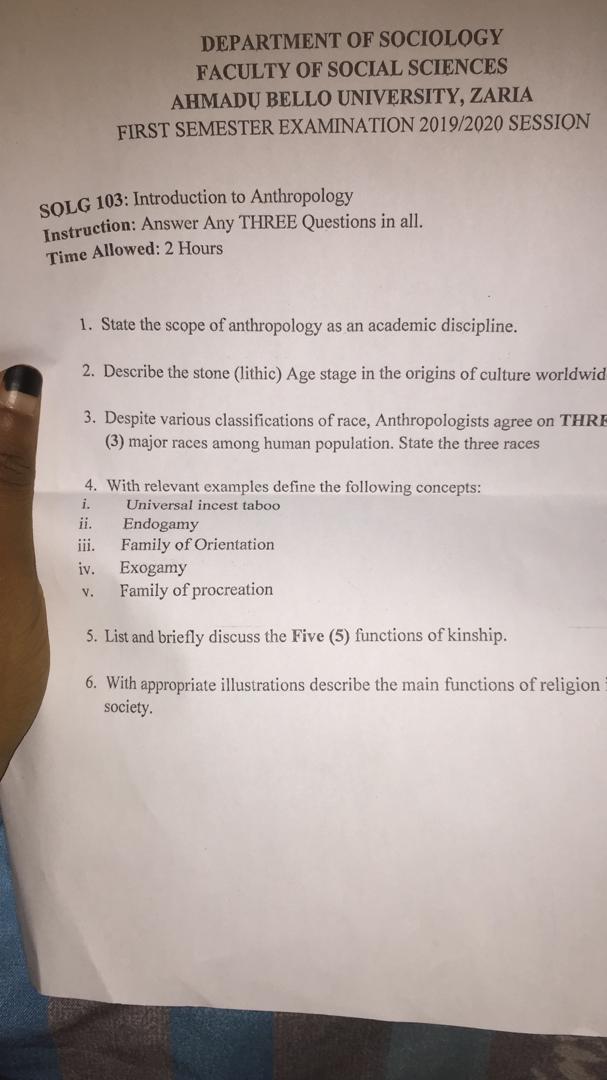 DEPARTMENT OF SOCIOLOGY
FACULTY OF SOCIAL SCIENCES
AHMADU BELLO UNIVERSITY, ZARIA
FIRST SEMESTER EXAMINATION 2019/2020 SESSION
SOLG 103: Introduction to Anthropology
Instruction: Answer Any THREE Questions in all.
Time Allowed: 2 Hours
1. State the scope of anthropology as an academic discipline.
2. Describe the stone (lithic) Age stage in the origins of culture worldwid
3. Despite various classifications of race, Anthropologists agree on THRE
(3) major races among human population. State the three races
4. With relevant examples define the following concepts:
i. Universal incest taboo
ii. Endogamy
iii. Family of Orientation
iv. Exogamy
v. Family of procreation
5. List and briefly discuss the Five (5) functions of kinship.
6. With appropriate illustrations describe the main functions of religion i
society.